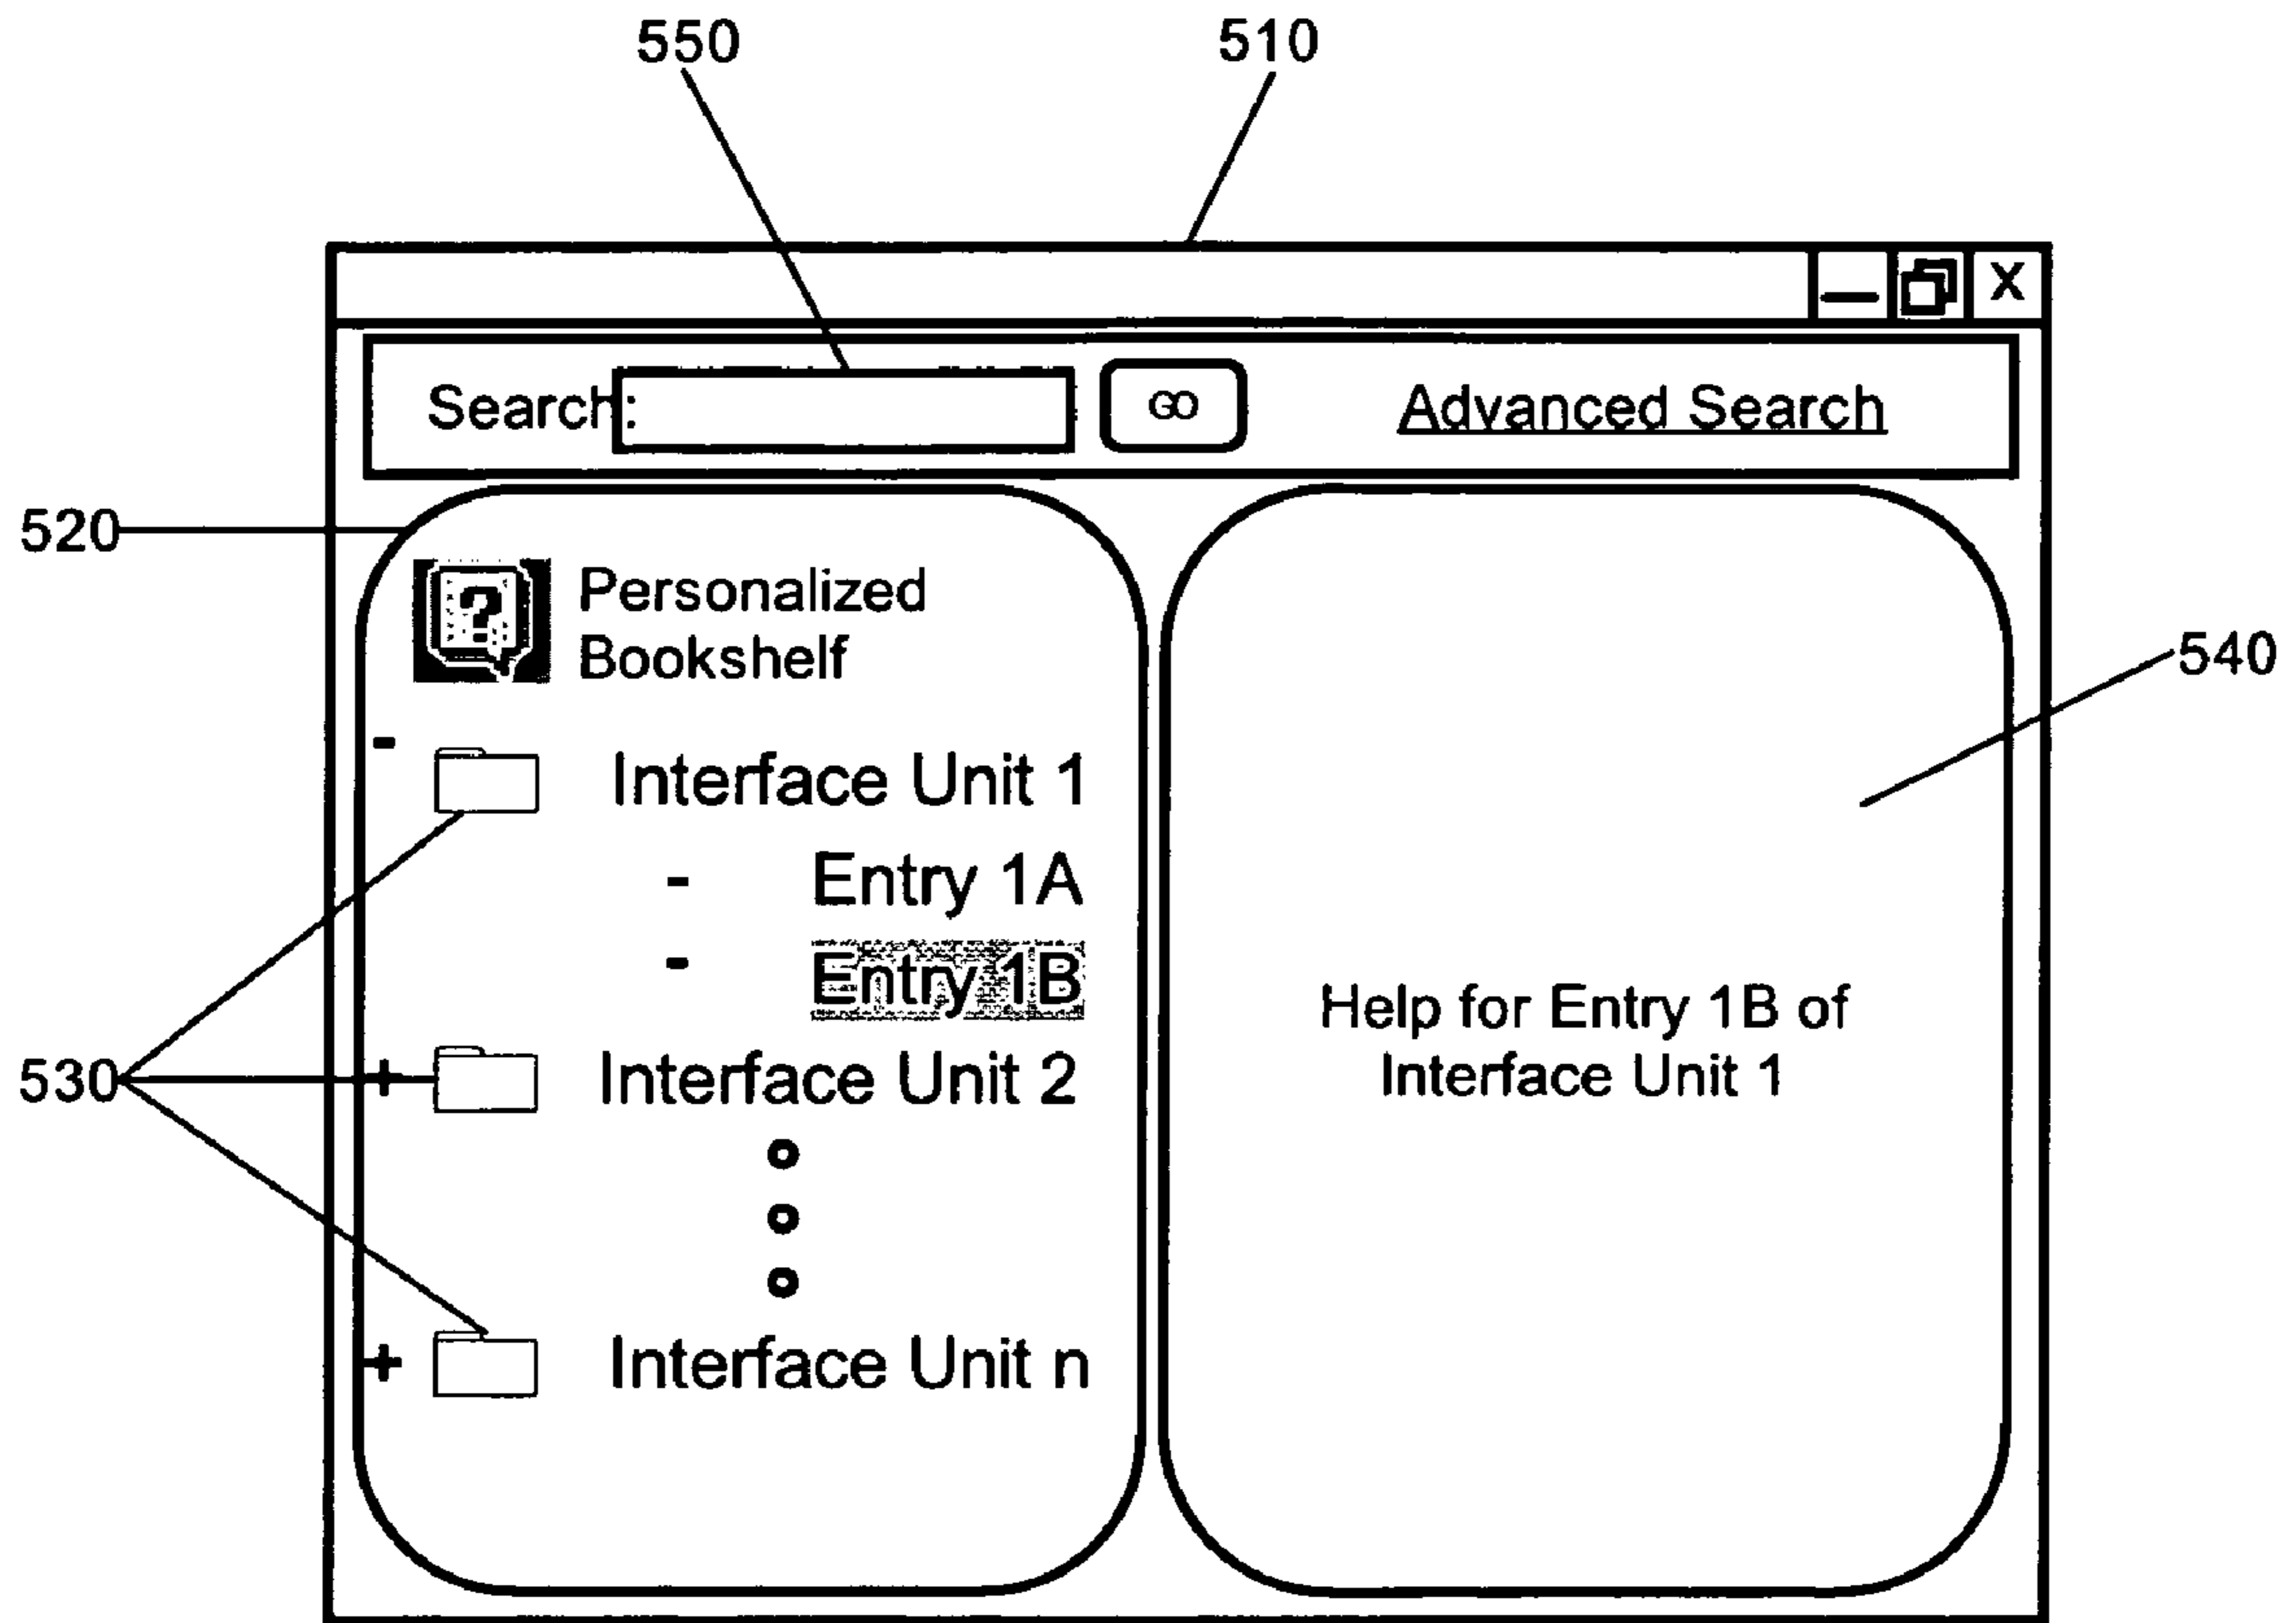 550 510
X
Search: GO Advanced Search
520
? Personalized
Bookshelf
- Interface Unit 1
540
- Entry 1A
- Entry 1B
Help for Entry 1B of
Interface Unit 1
530
+ Interface Unit 2
+ Interface Unit n